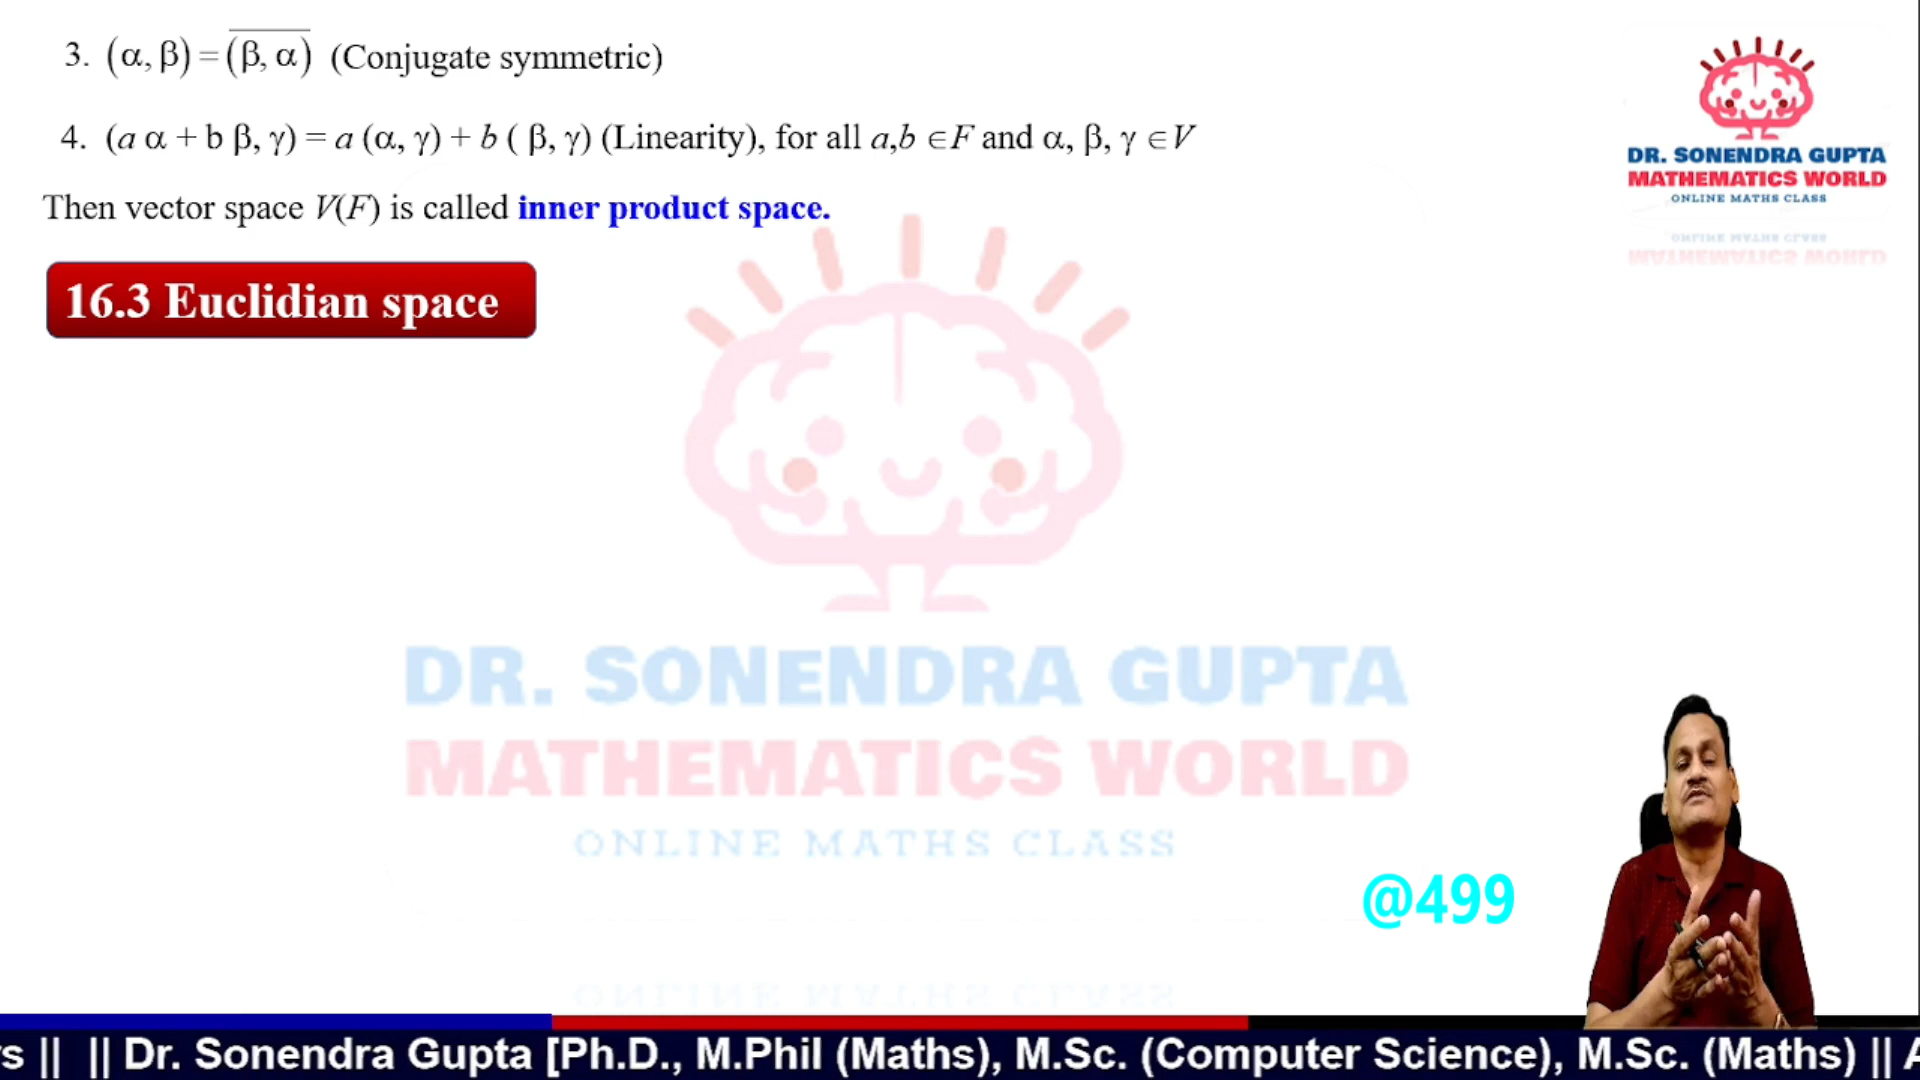 3. (α, β) = \overline{(β, α)} (Conjugate symmetric)
4. (a α + b β, γ) = a (α, γ) + b ( β, γ) (Linearity), for all a,b ∈F and α, β, γ ∈V
Then vector space V(F) is called inner product space.
16.3 Euclidian space
DR. SONENDRA GUPTA
MATHEMATICS WORLD
ONLINE MATHS CLASS
DR. SONENDRA GUPTA
MATHEMATICS WORLD
ONLINE MATHS CLASS
@499
s || || Dr. Sonendra Gupta [Ph.D., M.Phil (Maths), M.Sc. (Computer Science), M.Sc. (Maths) || A